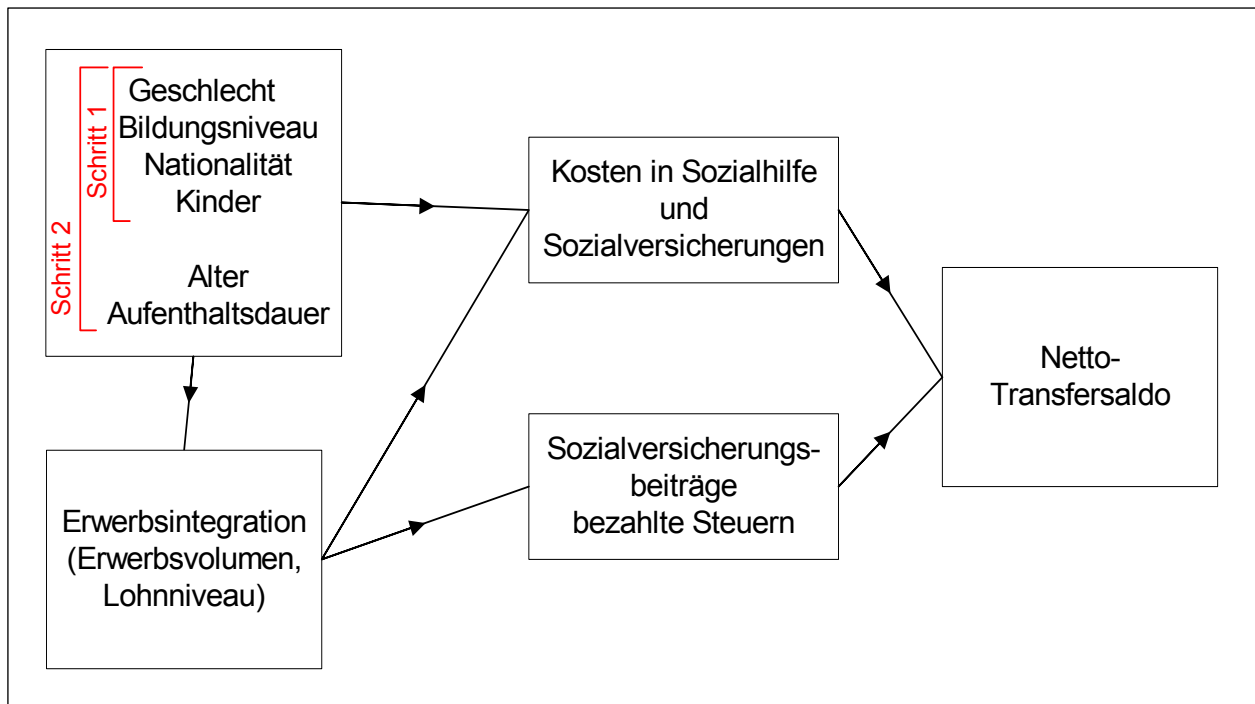 Schritt 2
Schritt 1
Geschlecht
Bildungsniveau
Nationalität
Kinder
Alter
Aufenthaltsdauer
Erwerbsintegration
(Erwerbsvolumen,
Lohnniveau)
Kosten in Sozialhilfe
und
Sozialversicherungen
Sozialversicherungs-
beiträge
bezahlte Steuern
Netto-
Transfersaldo